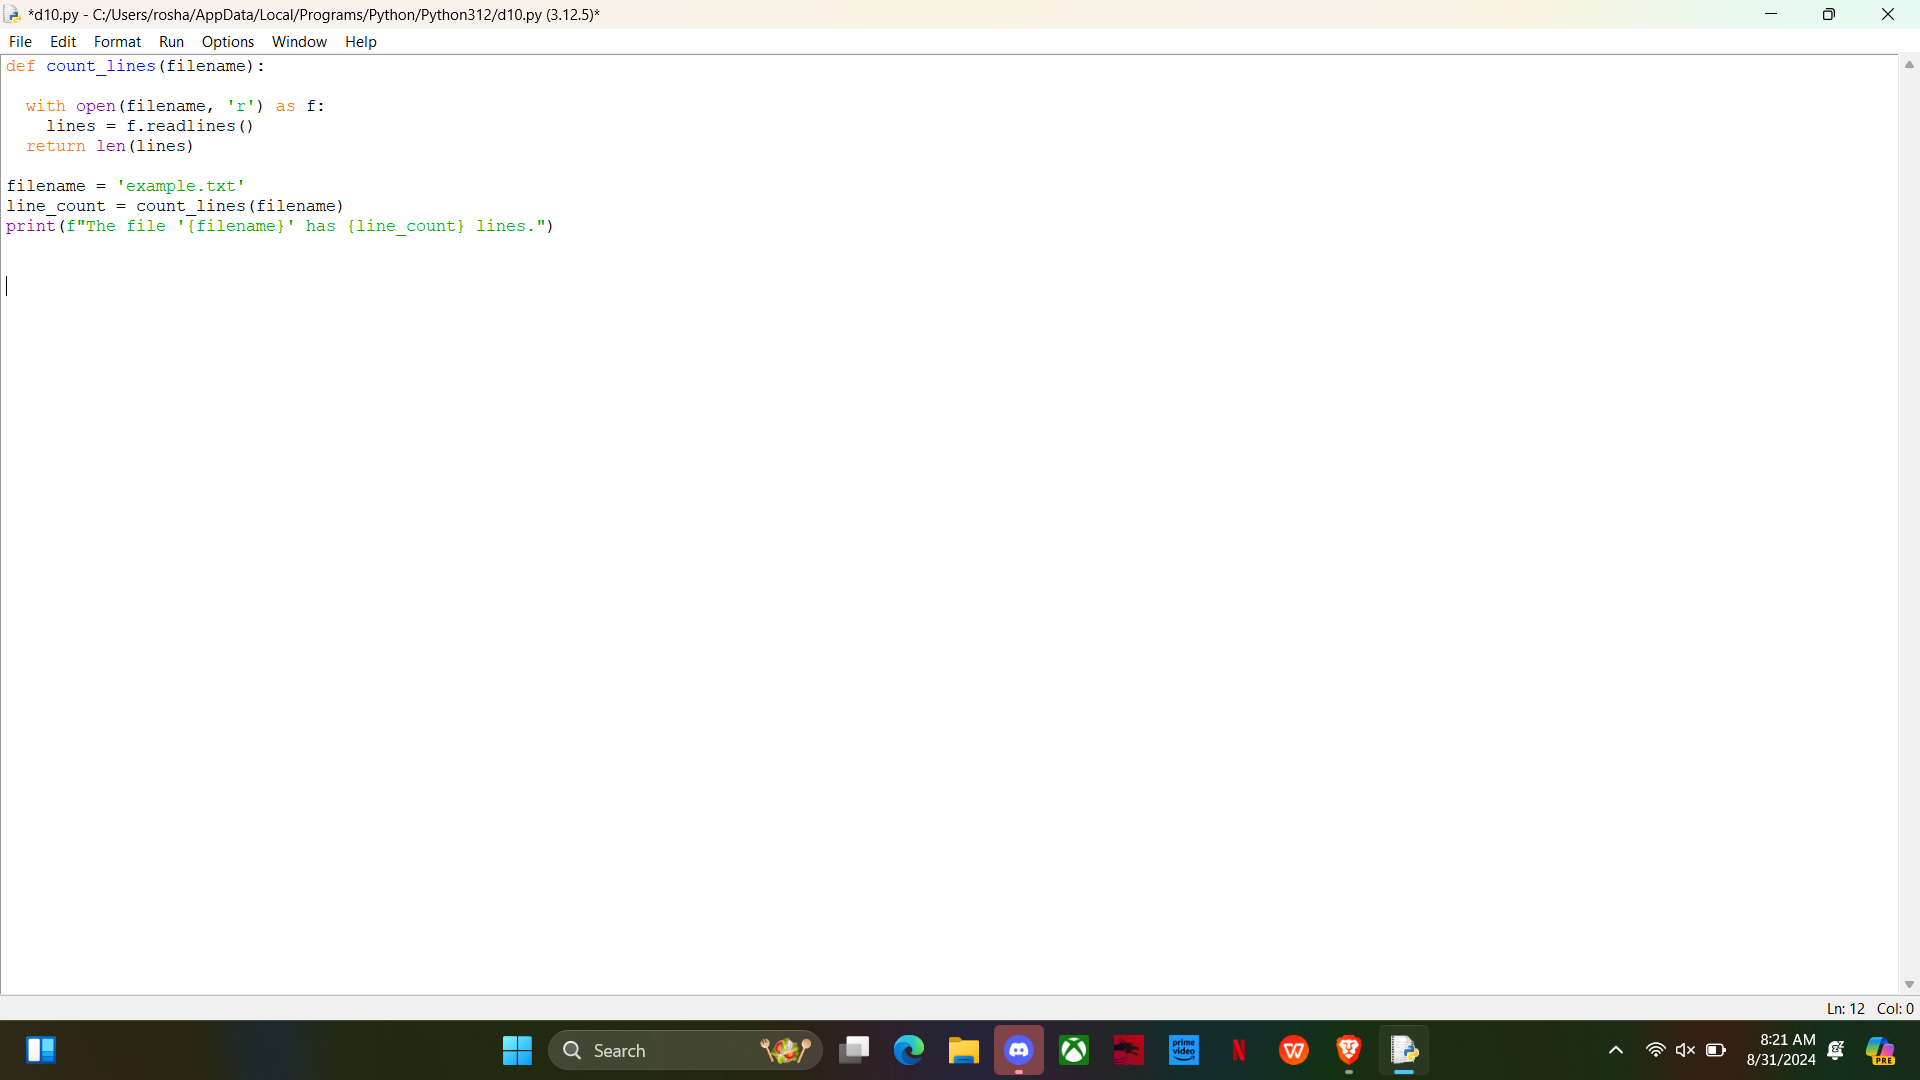 *d10.py - C:/Users/rosha/AppData/Local/Programs/Python/Python312/d10.py (3.12.5)*
File Edit Format Run Options Window Help
def count_lines(filename):
  with open(filename, 'r') as f:
    lines = f.readlines()
  return len(lines)
filename = 'example.txt'
line_count = count_lines(filename)
print(f"The file '{filename}' has {line_count} lines.")
Ln: 12 Col: 0
Search
prime video
N
W
8:21 AM
8/31/2024
PRE